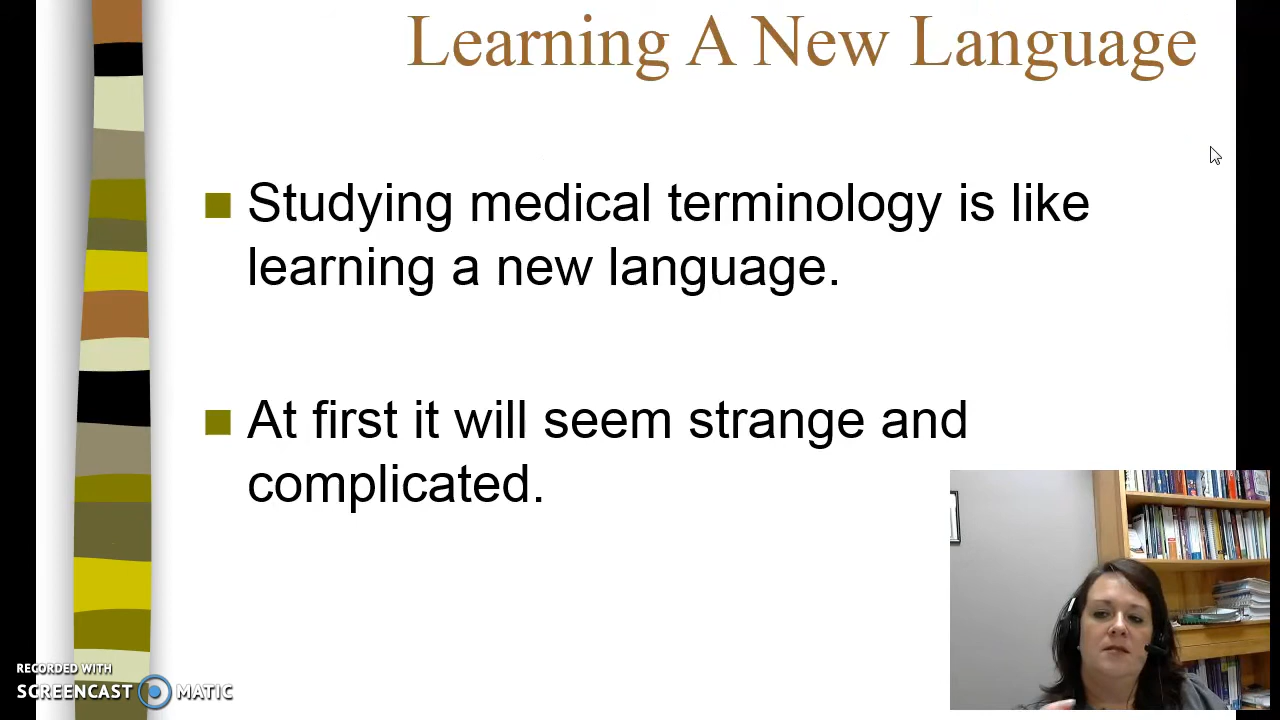 Learning A New Language
Studying medical terminology is like
learning a new language.
At first it will seem strange and
complicated.
RECORDED WITH
SCREENCAST MATIC